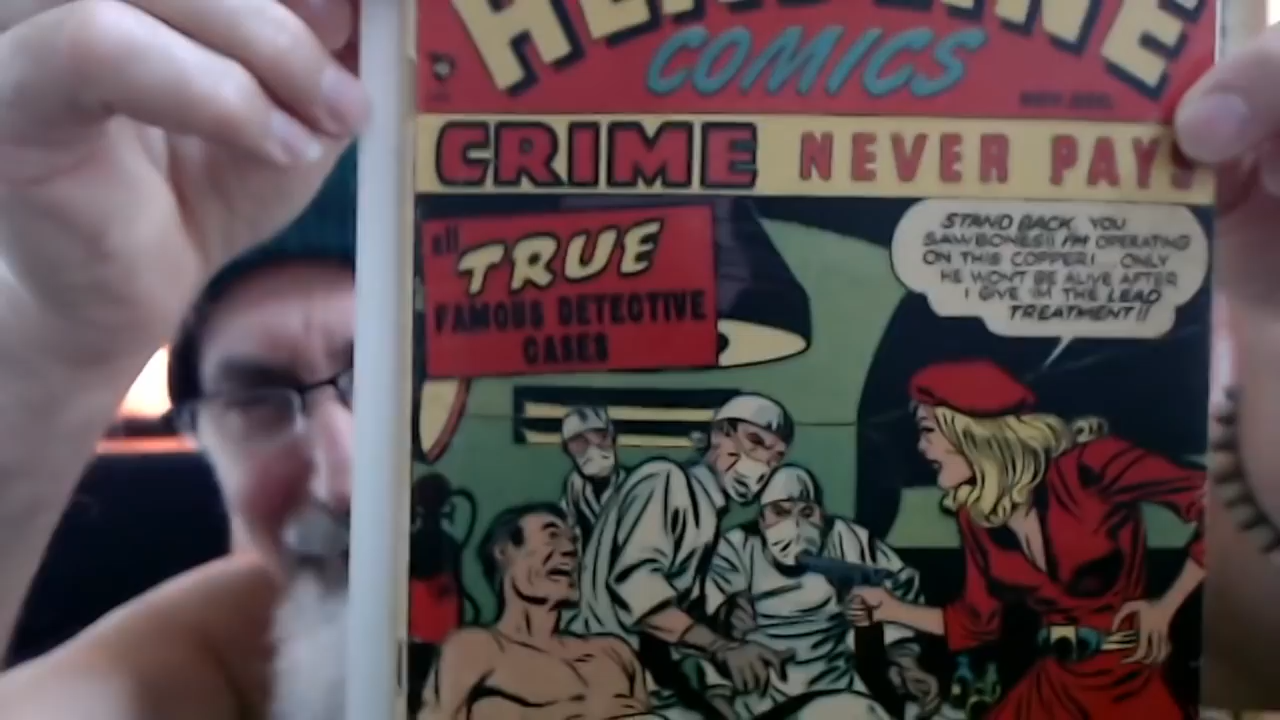 HEADLINE
COMICS
CRIME NEVER PAYS
all
TRUE
FAMOUS DETECTIVE
CASES
STAND BACK, YOU
SAWBONES!! I'M OPERATING
ON THIS COPPER!... ONLY
HE WON'T BE ALIVE AFTER
I GIVE 'IM THE LEAD
TREATMENT!!